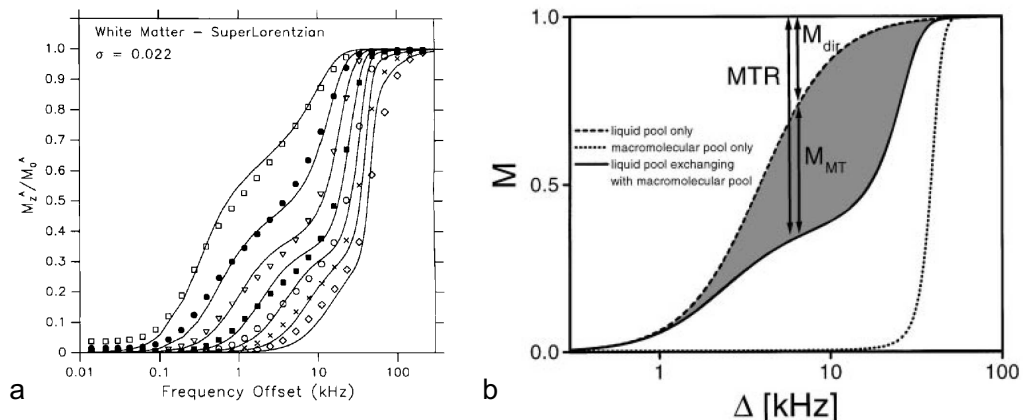 White Matter – SuperLorentzian
σ = 0.022
1.0
0.9
0.8
0.7
0.6
0.5
0.4
0.3
0.2
0.1
0
M_z^A/M_0^A
0.01
0.1
1
10
100
Frequency Offset (kHz)
a
1.0
0.5
0.0
M
MTR
M_dir
M_MT
liquid pool only
macromolecular pool only
liquid pool exchanging
with macromolecular pool
1
10
100
Δ [kHz]
b